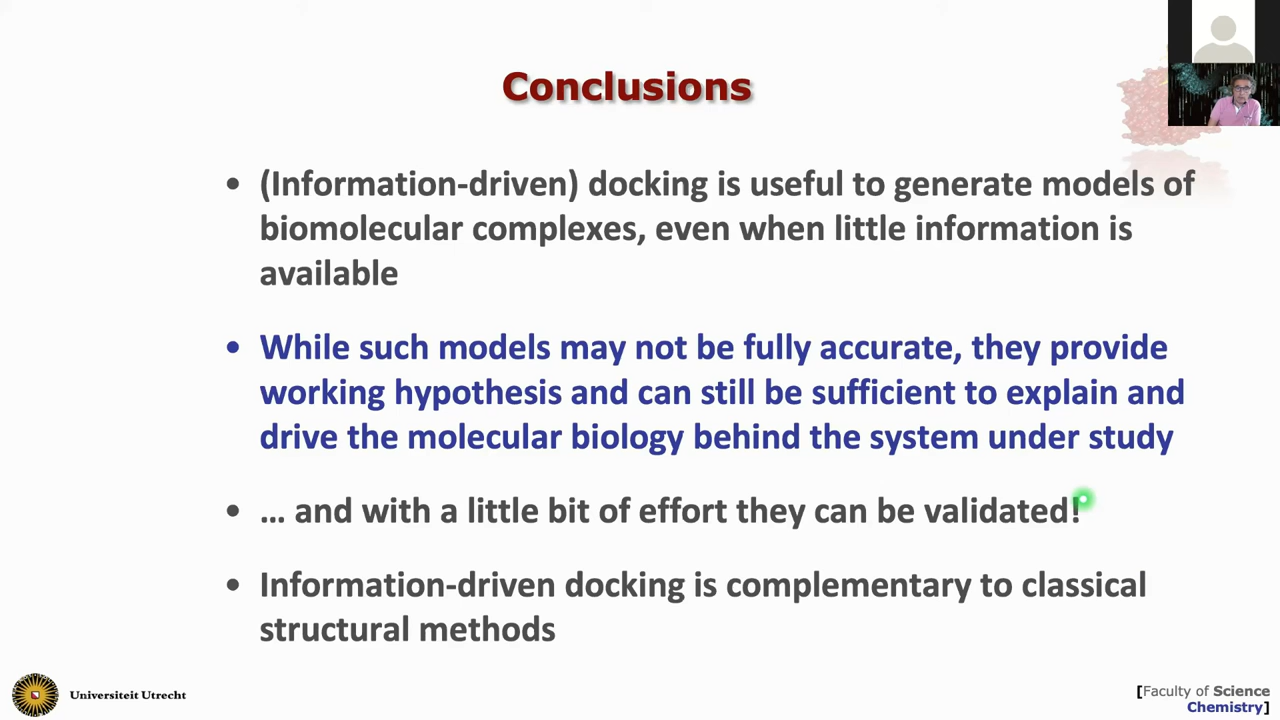 Conclusions
• (Information-driven) docking is useful to generate models of
biomolecular complexes, even when little information is
available
• While such models may not be fully accurate, they provide
working hypothesis and can still be sufficient to explain and
drive the molecular biology behind the system under study
• … and with a little bit of effort they can be validated!
• Information-driven docking is complementary to classical
structural methods
Universiteit Utrecht
[Faculty of Science
Chemistry]